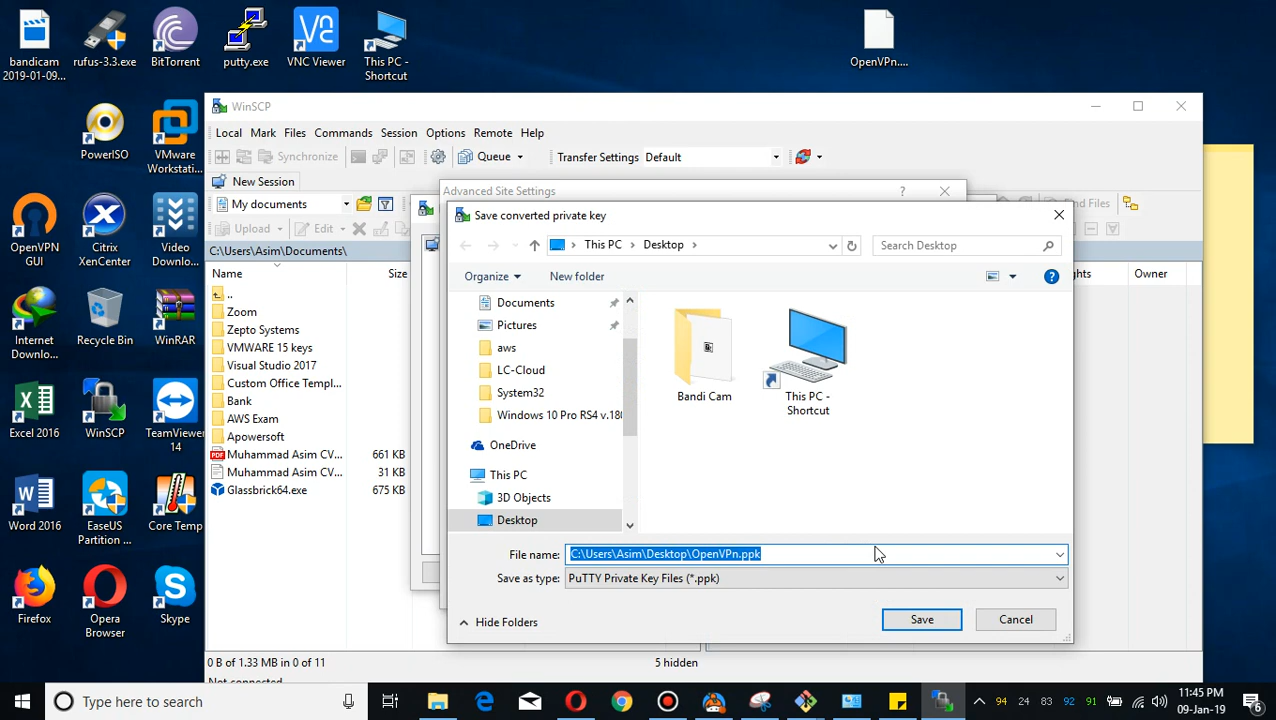 bandicam
2019-01-09...
rufus-3.3.exe
BitTorrent
putty.exe
VNC Viewer
This PC -
Shortcut
OpenVPn....
PowerISO
VMware
Workstati...
OpenVPN
GUI
Citrix
XenCenter
Video
Downlo...
Internet
Downlo...
Recycle Bin
WinRAR
Excel 2016
WinSCP
TeamViewer
14
Word 2016
EaseUS
Partition ...
Core Temp
Firefox
Opera
Browser
Skype
WinSCP
Local Mark Files Commands Session Options Remote Help
Synchronize
Queue
Transfer Settings Default
New Session
My documents
Find Files
Upload
Edit
C:\Users\Asim\Documents\
Name
Size
Owner
..
Zoom
Zepto Systems
VMWARE 15 keys
Visual Studio 2017
Custom Office Templ...
Bank
AWS Exam
Apowersoft
Muhammad Asim CV... 661 KB
Muhammad Asim CV... 31 KB
Glassbrick64.exe 675 KB
0 B of 1.33 MB in 0 of 11
5 hidden
Not connected.
Advanced Site Settings
Save converted private key
This PC
Desktop
Search Desktop
Organize
New folder
Documents
Pictures
aws
LC-Cloud
System32
Windows 10 Pro RS4 v.180
OneDrive
This PC
3D Objects
Desktop
Bandi Cam
This PC -
Shortcut
File name: C:\Users\Asim\Desktop\OpenVPn.ppk
Save as type: PuTTY Private Key Files (*.ppk)
Hide Folders
Save
Cancel
Type here to search
94 24 83 92 91
11:45 PM
09-Jan-19
6